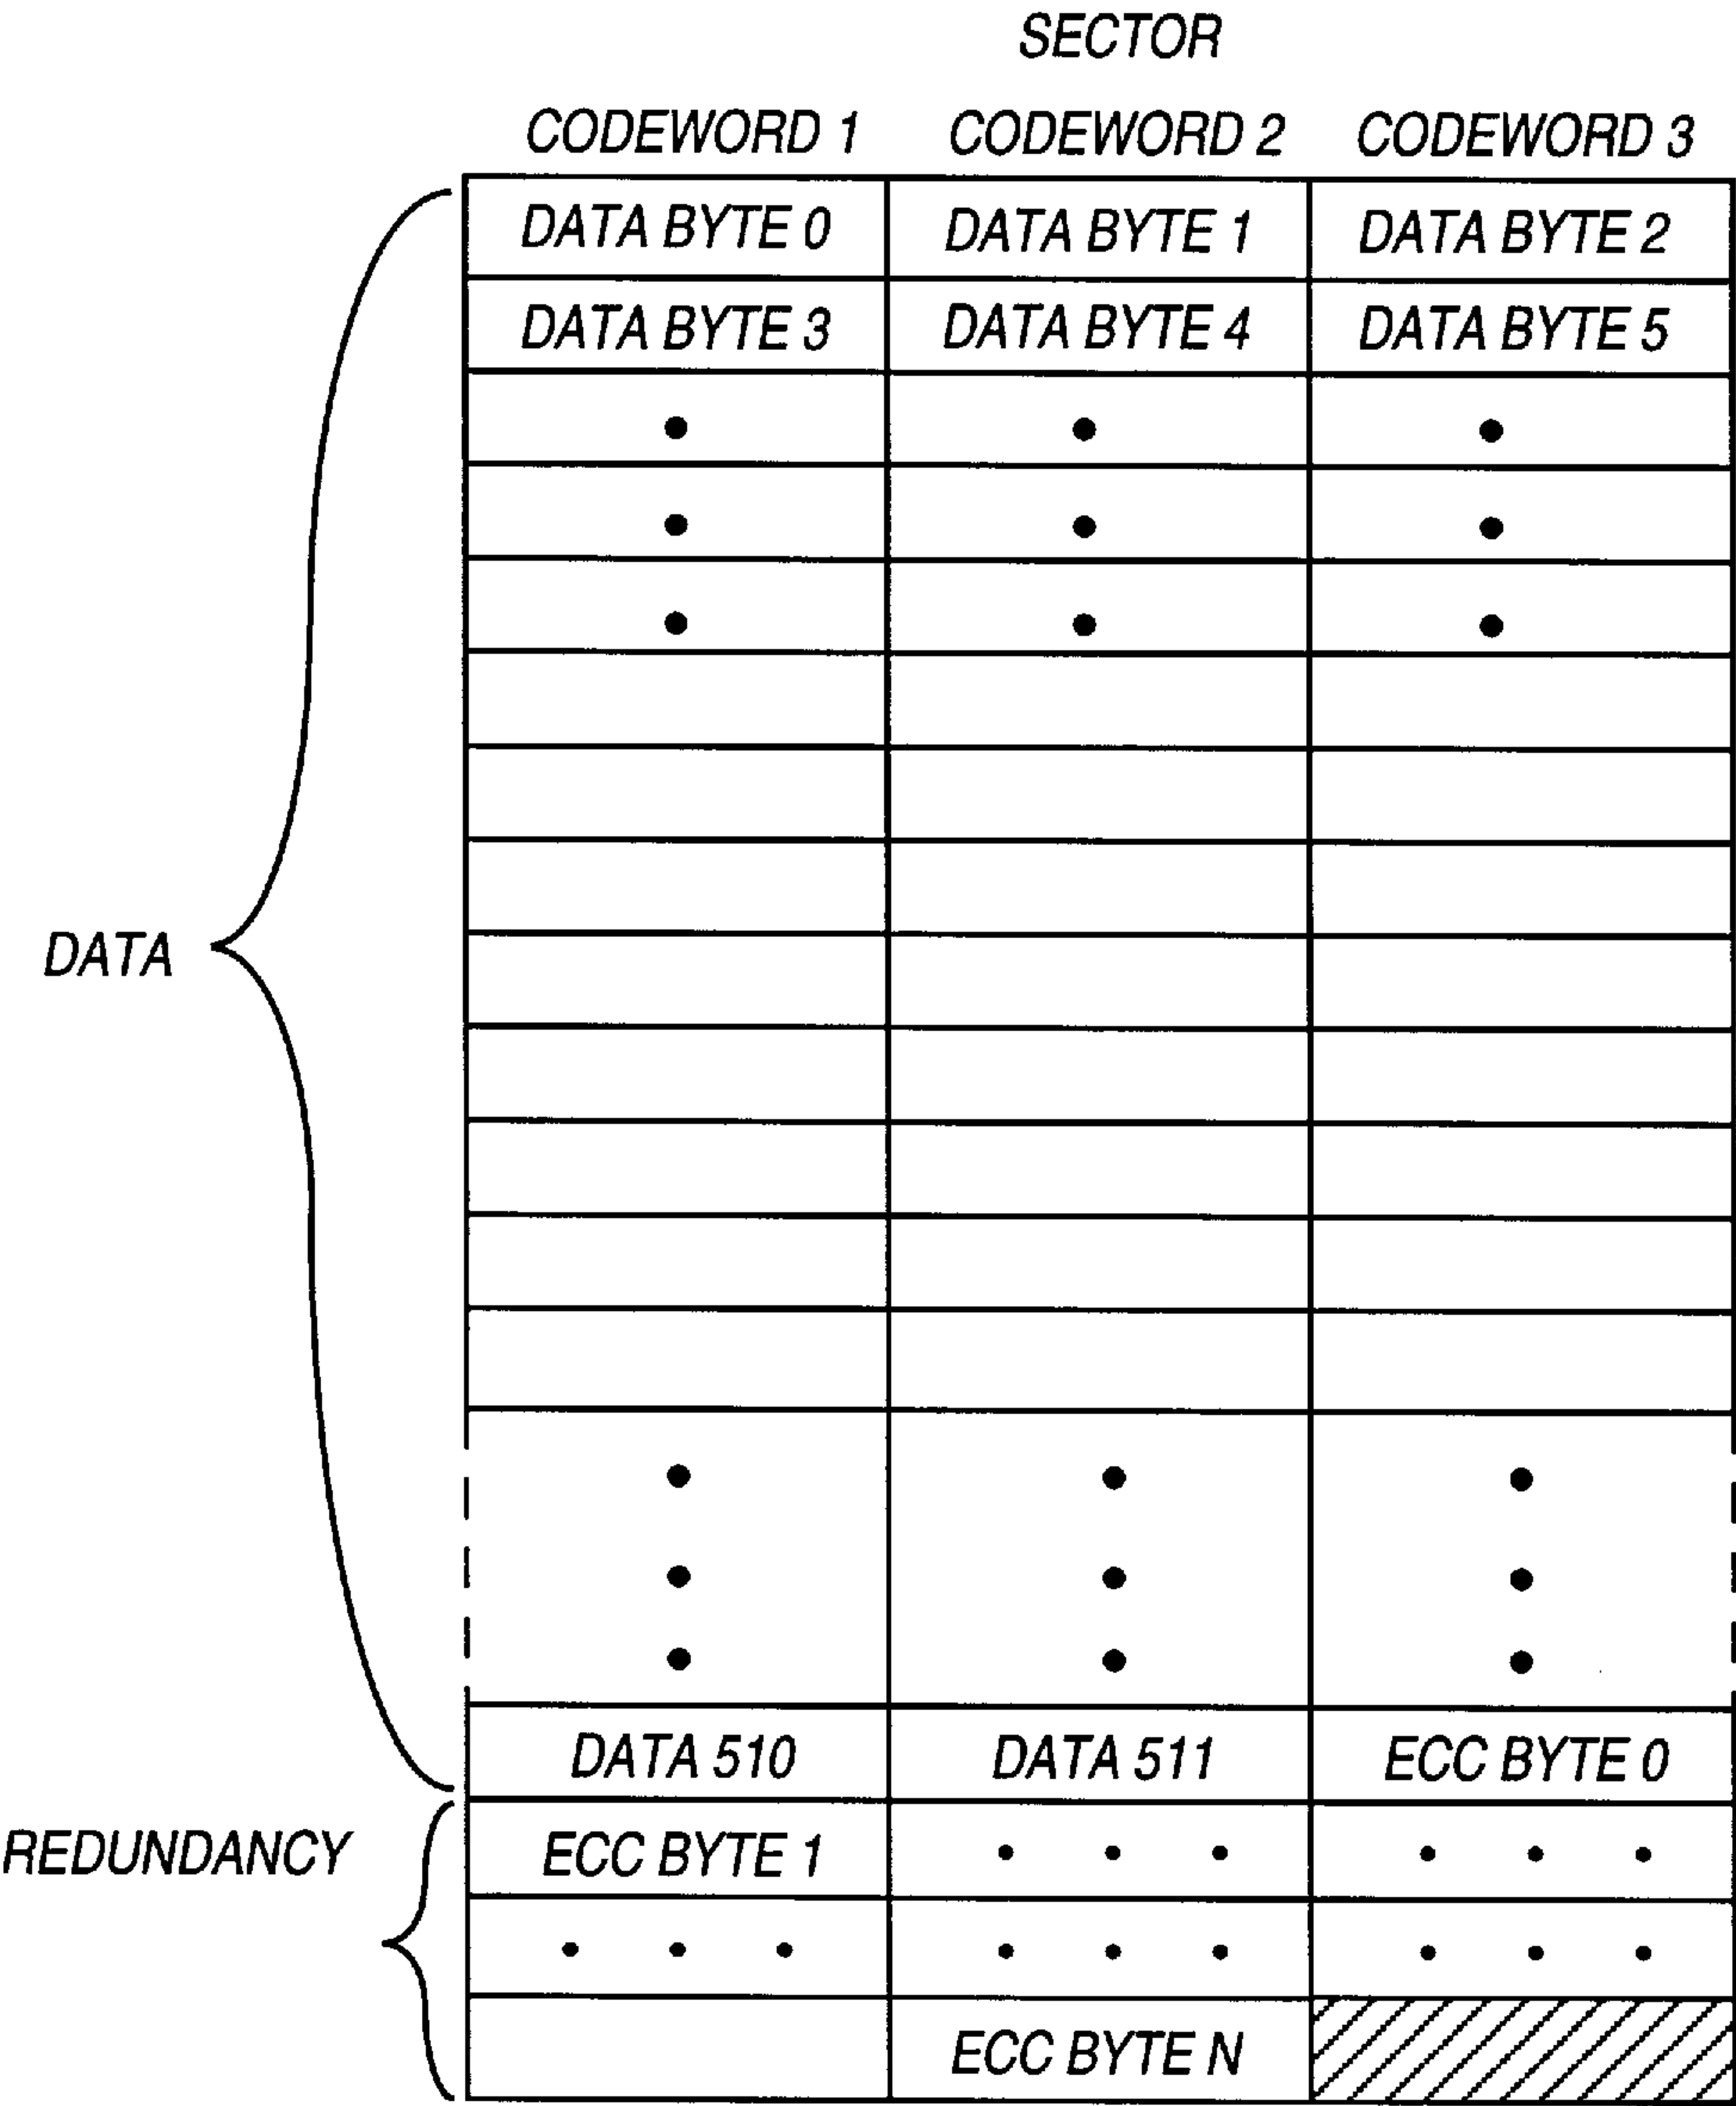 SECTOR
CODEWORD 1 CODEWORD 2 CODEWORD 3
DATA BYTE 0 DATA BYTE 1 DATA BYTE 2
DATA BYTE 3 DATA BYTE 4 DATA BYTE 5
DATA
DATA 510 DATA 511 ECC BYTE 0
REDUNDANCY ECC BYTE 1
ECC BYTE N